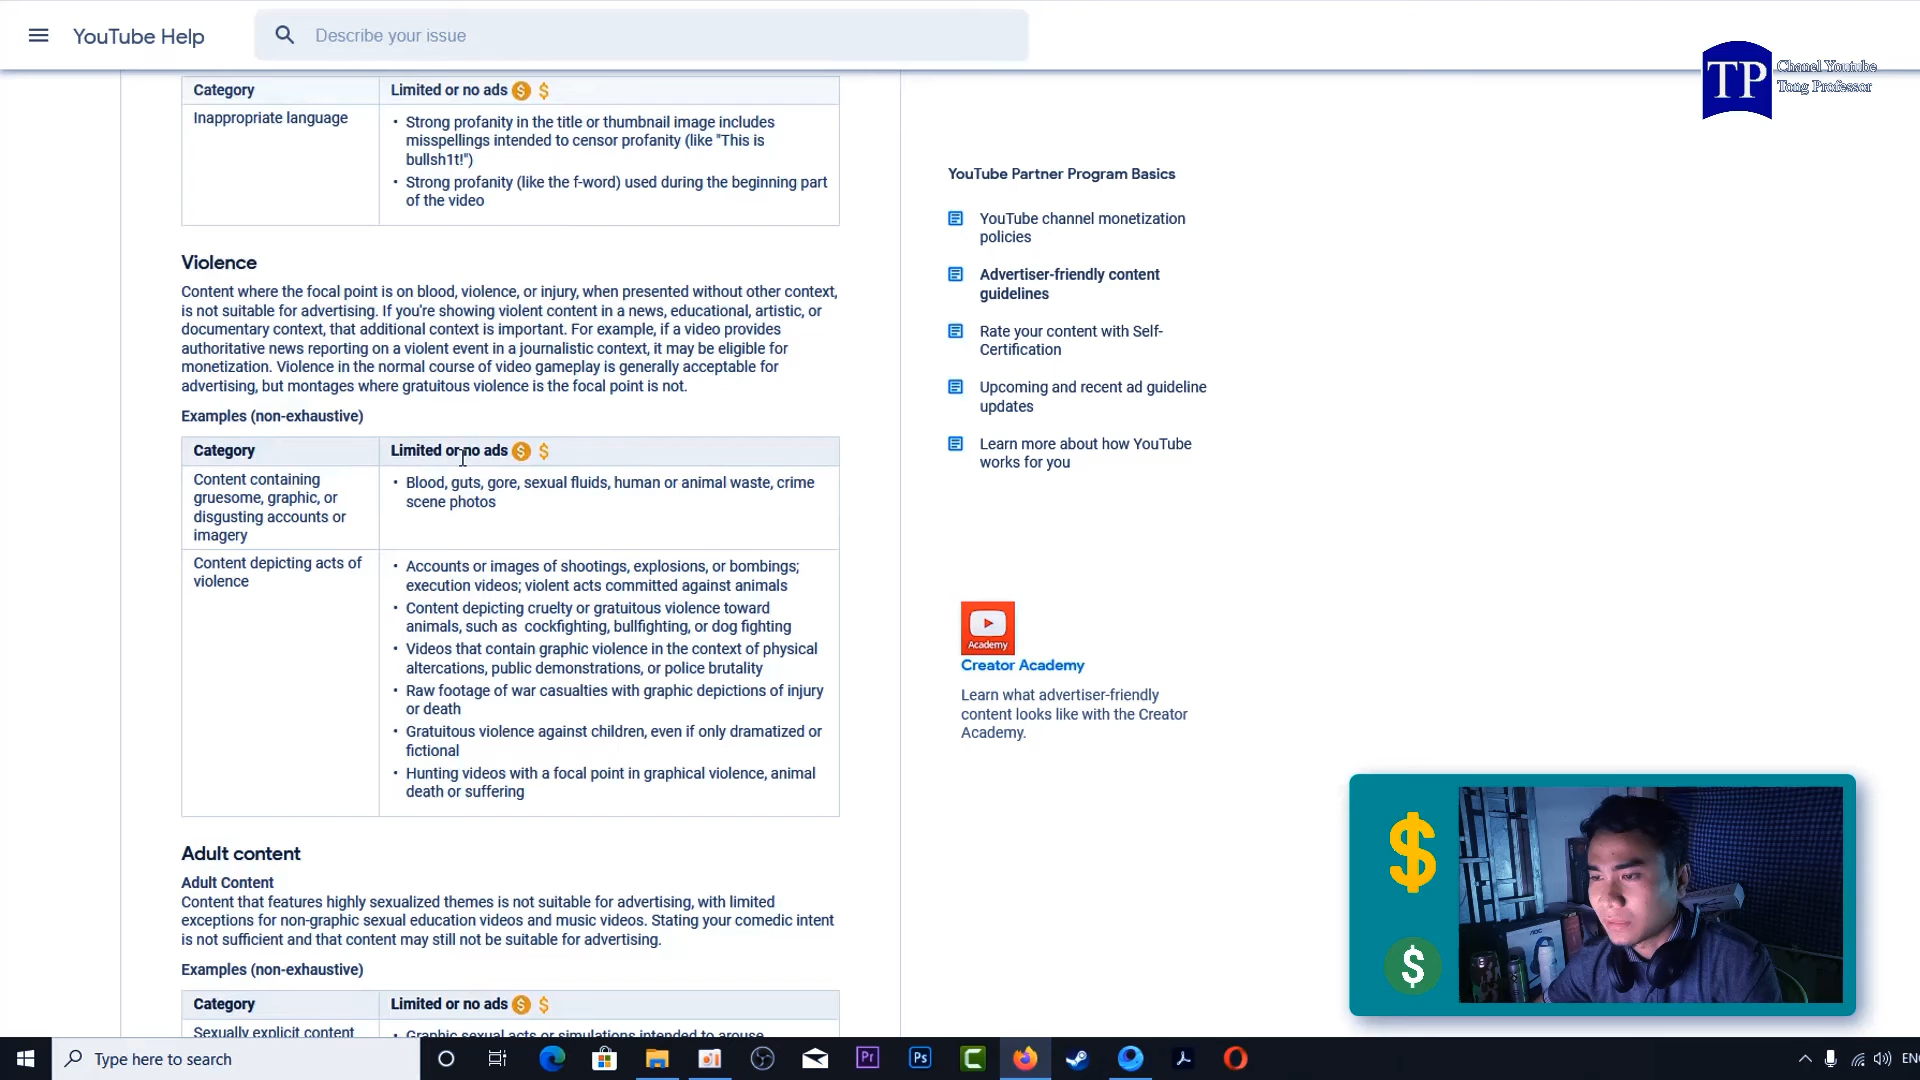 YouTube Help
Describe your issue
TP
Chanel Youtube
Tong Professor
Category
Limited or no ads
Inappropriate language
• Strong profanity in the title or thumbnail image includes
misspellings intended to censor profanity (like "This is
bullsh1t!")
• Strong profanity (like the f-word) used during the beginning part
of the video
Violence
Content where the focal point is on blood, violence, or injury, when presented without other context,
is not suitable for advertising. If you're showing violent content in a news, educational, artistic, or
documentary context, that additional context is important. For example, if a video provides
authoritative news reporting on a violent event in a journalistic context, it may be eligible for
monetization. Violence in the normal course of video gameplay is generally acceptable for
advertising, but montages where gratuitous violence is the focal point is not.
Examples (non-exhaustive)
Category
Limited or no ads
Content containing
gruesome, graphic, or
disgusting accounts or
imagery
• Blood, guts, gore, sexual fluids, human or animal waste, crime
scene photos
Content depicting acts of
violence
• Accounts or images of shootings, explosions, or bombings;
execution videos; violent acts committed against animals
• Content depicting cruelty or gratuitous violence toward
animals, such as cockfighting, bullfighting, or dog fighting
• Videos that contain graphic violence in the context of physical
altercations, public demonstrations, or police brutality
• Raw footage of war casualties with graphic depictions of injury
or death
• Gratuitous violence against children, even if only dramatized or
fictional
• Hunting videos with a focal point in graphical violence, animal
death or suffering
Adult content
Adult Content
Content that features highly sexualized themes is not suitable for advertising, with limited
exceptions for non-graphic sexual education videos and music videos. Stating your comedic intent
is not sufficient and that content may still not be suitable for advertising.
Examples (non-exhaustive)
Category
Limited or no ads
Sexually explicit content
• Graphic sexual acts or simulations intended to arouse
YouTube Partner Program Basics
YouTube channel monetization
policies
Advertiser-friendly content
guidelines
Rate your content with Self-
Certification
Upcoming and recent ad guideline
updates
Learn more about how YouTube
works for you
Academy
Creator Academy
Learn what advertiser-friendly
content looks like with the Creator
Academy.
$
$
AOC
Type here to search
Pr
Ps
C